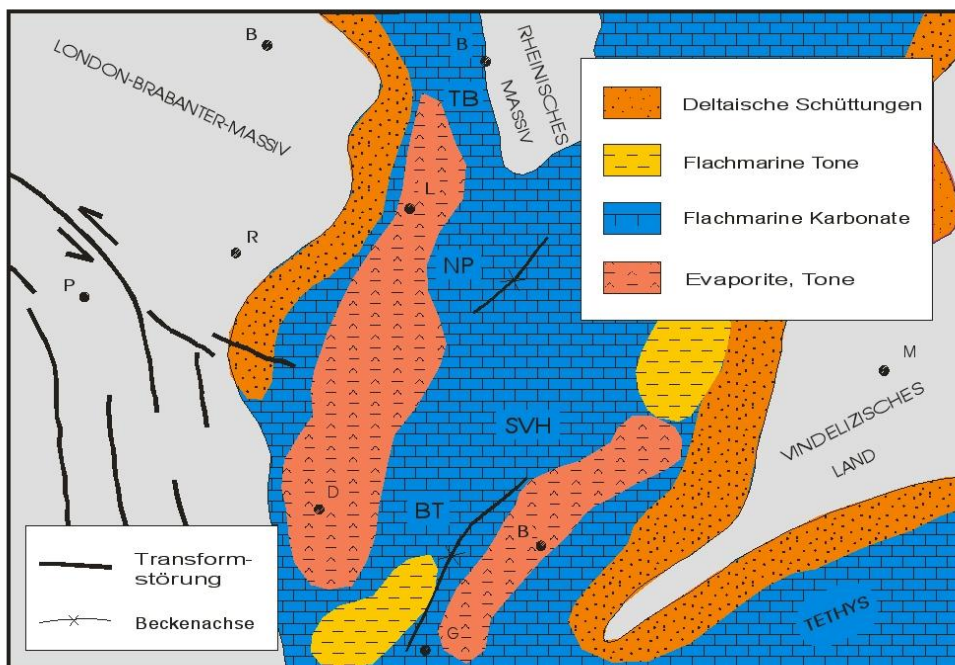 B
LONDON-BRABANTER-MASSIV
B
RHEINISCHES
MASSIV
TB
Deltaische Schüttungen
Flachmarine Tone
Flachmarine Karbonate
Evaporite, Tone
L
R
NP
P
M
VINDELIZISCHES
LAND
SVH
D
BT
B
Transform-
störung
Beckenachse
G
TETHYS